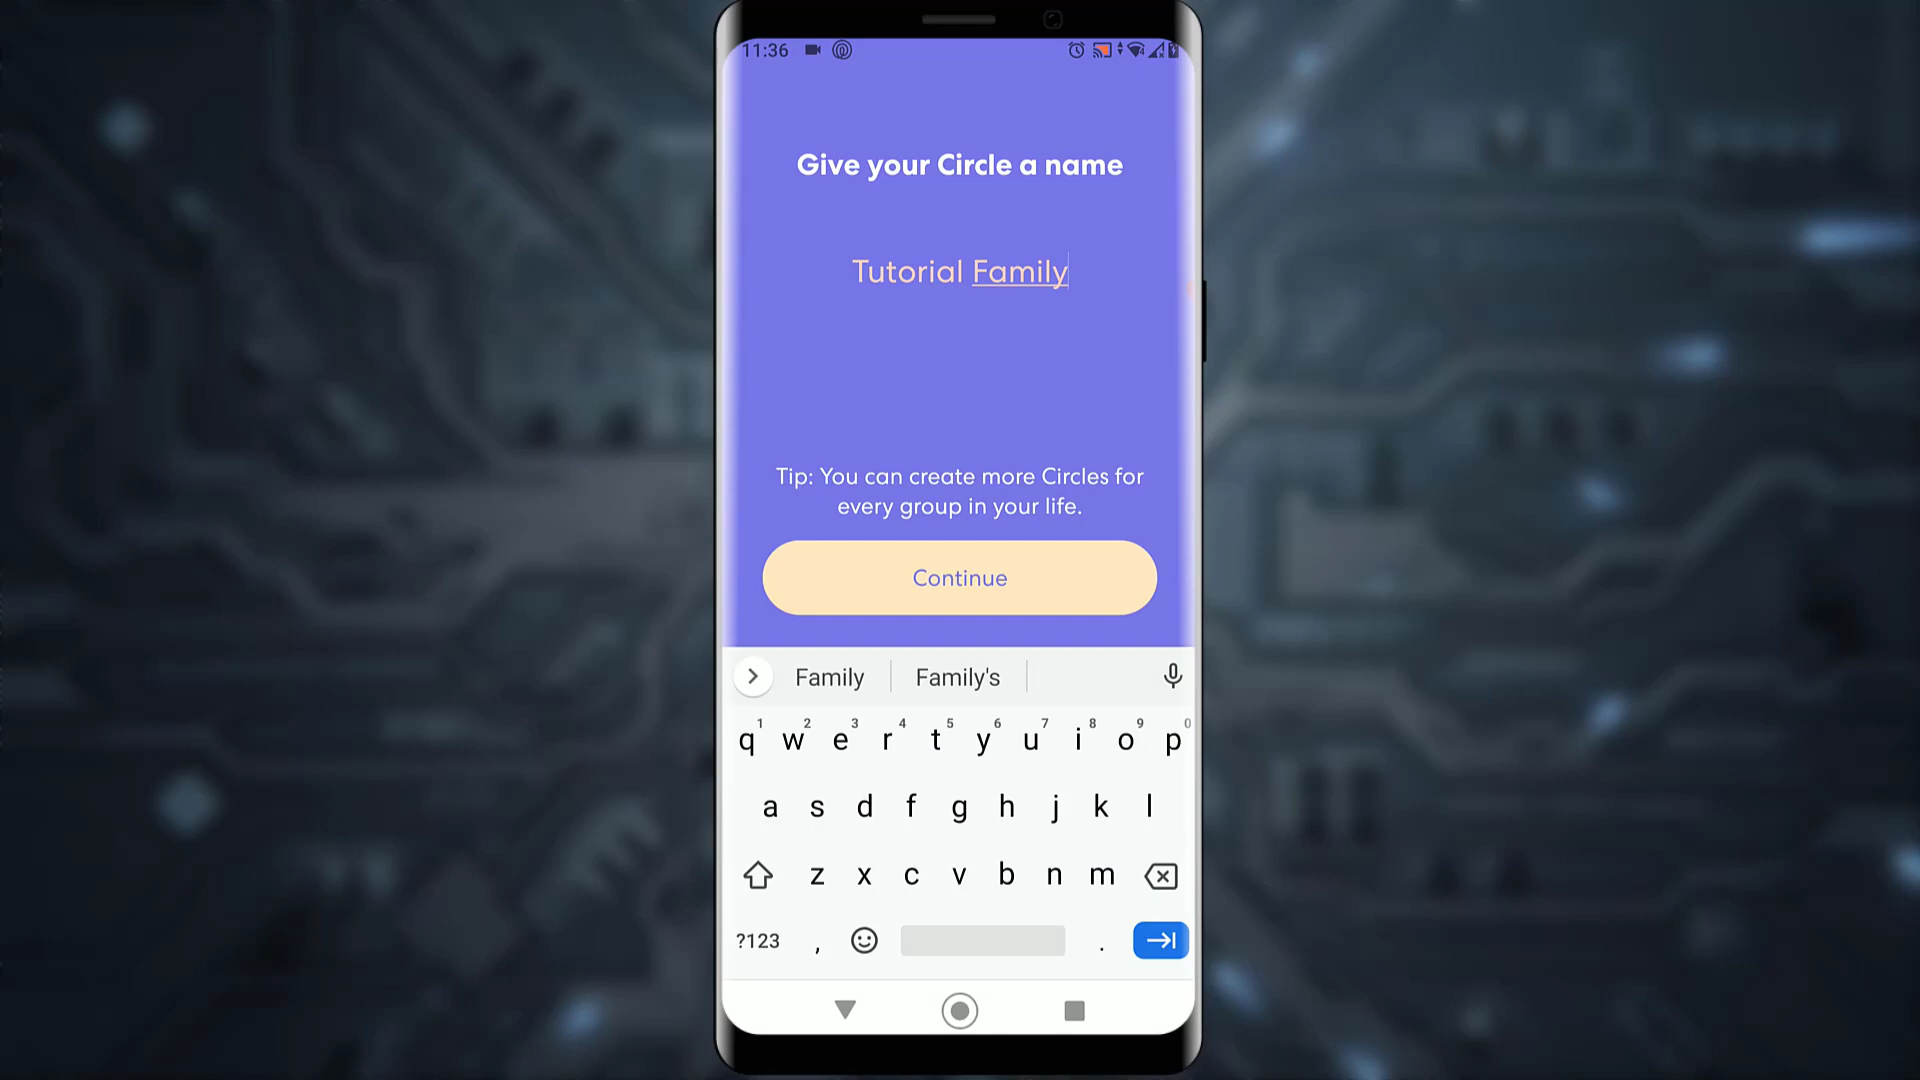 11:36
Give your Circle a name
Tutorial Family
Tip: You can create more Circles for
every group in your life.
Continue
Family Family's
1 2 3 4 5 6 7 8 9 0
q w e r t y u i o p
a s d f g h j k l
z x c v b n m
?123 , .